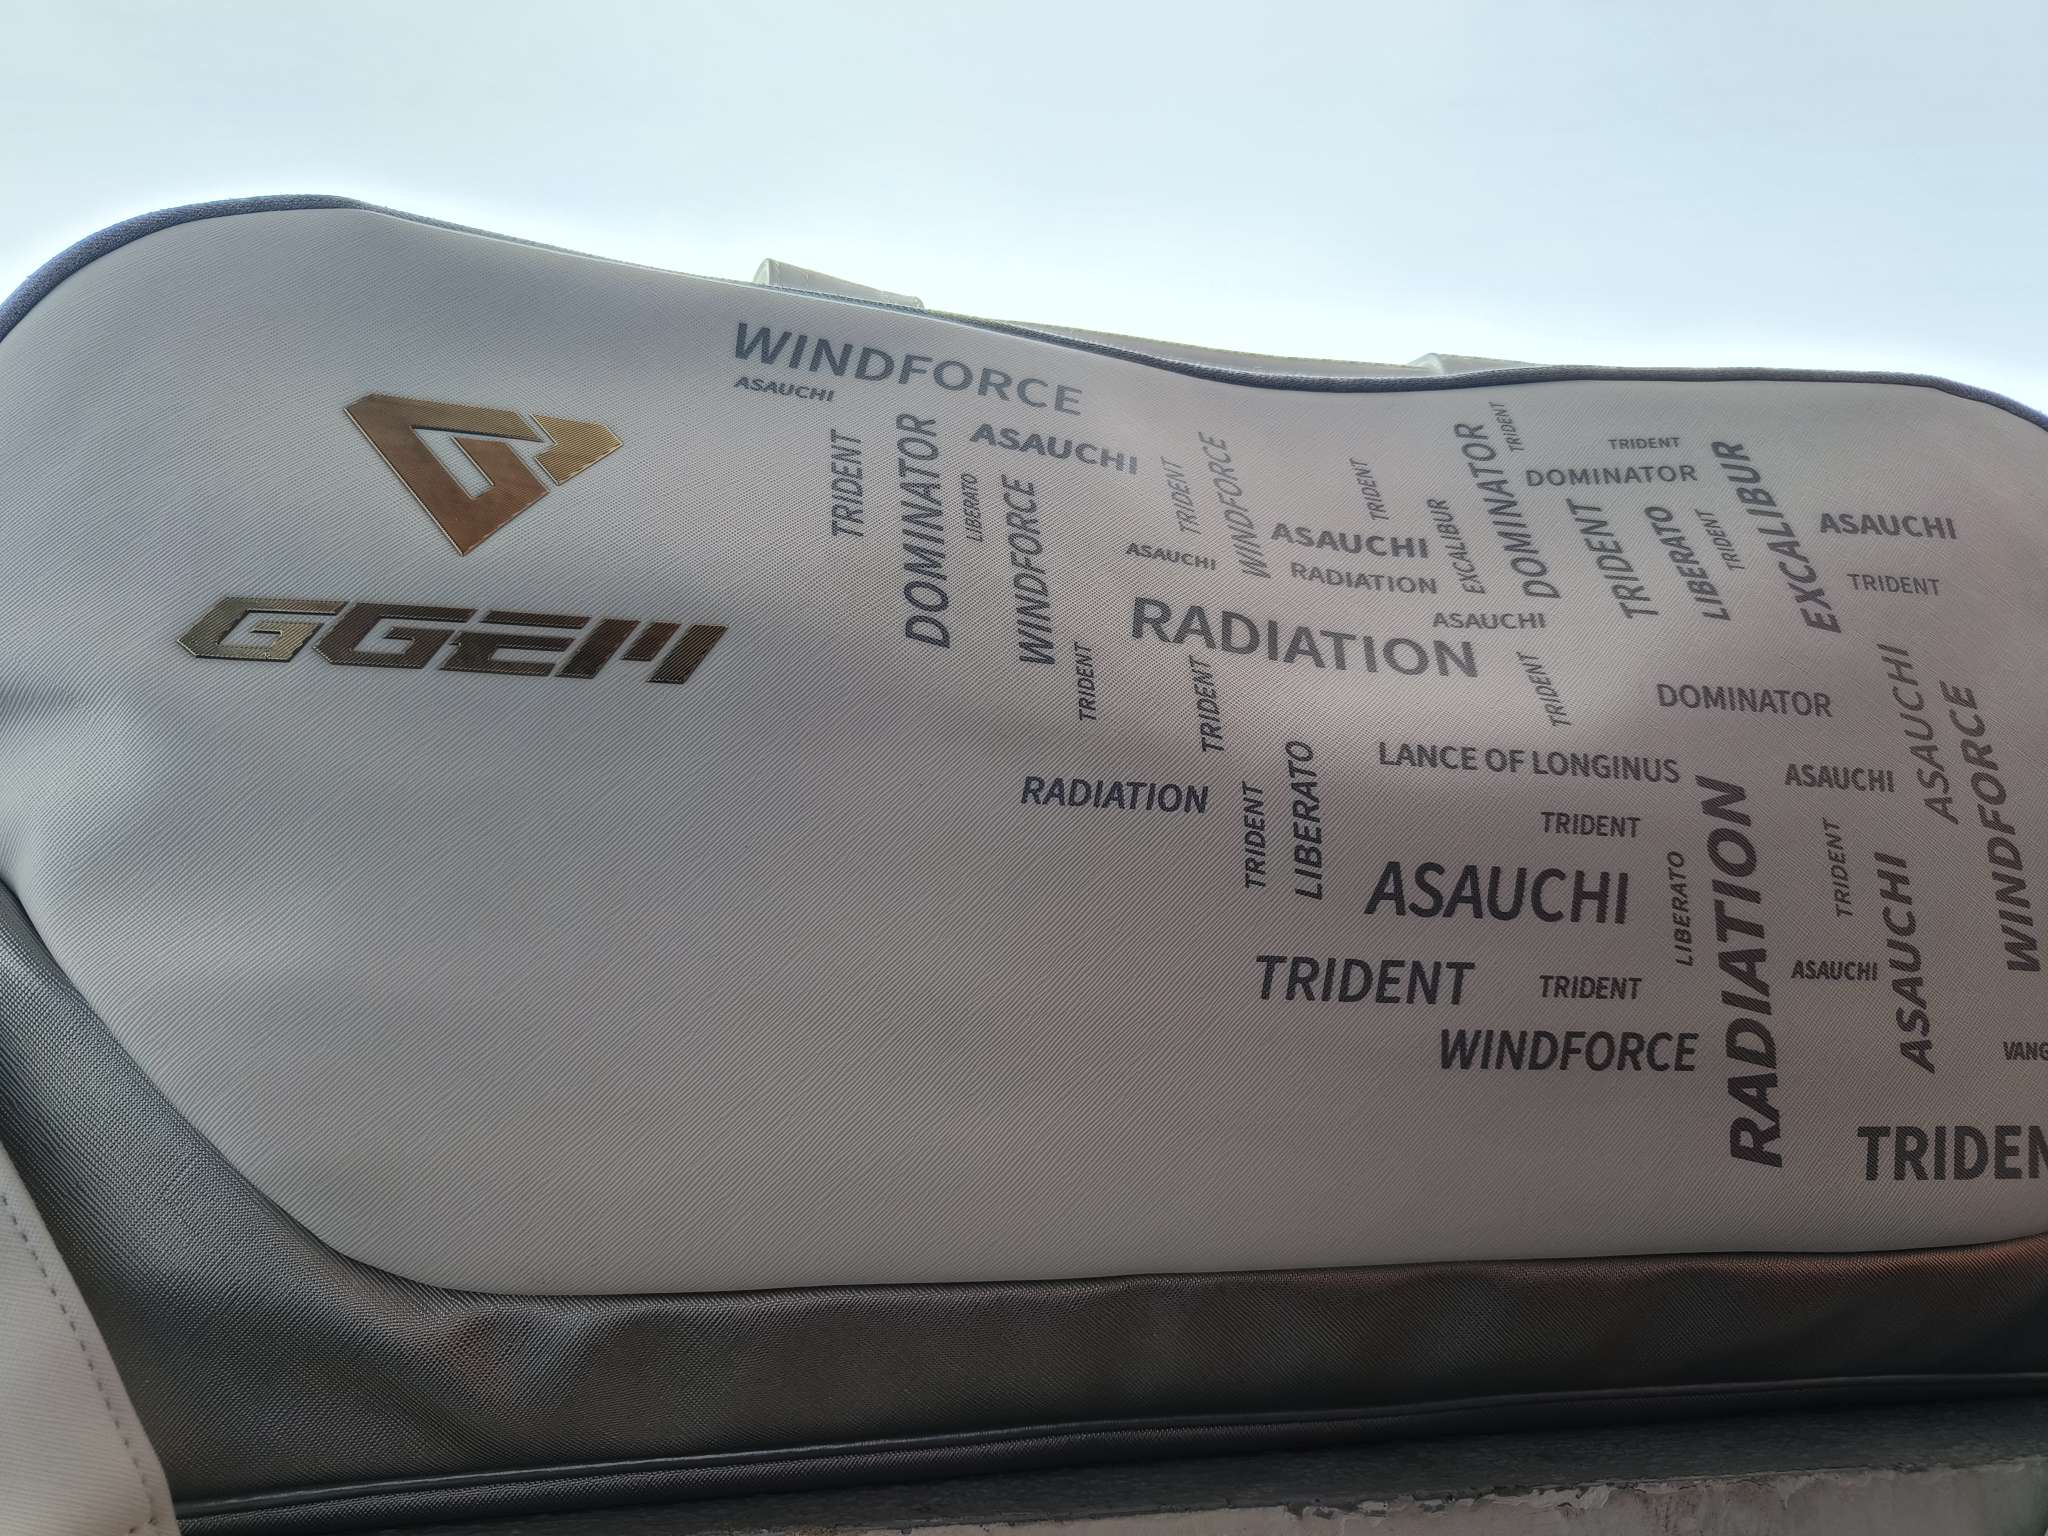 GGEM
WINDFORCE
ASAUCHI
TRIDENT
DOMINATOR
LIBERATO
ASAUCHI
WINDFORCE
TRIDENT
TRIDENT
WINDFORCE
ASAUCHI
TRIDENT
ASAUCHI
RADIATION
EXCALIBUR
DOMINATOR
TRIDENT
TRIDENT
DOMINATOR
TRIDENT
LIBERATO
TRIDENT
EXCALIBUR
ASAUCHI
TRIDENT
RADIATION
ASAUCHI
TRIDENT
TRIDENT
DOMINATOR
ASAUCHI
WINDFORCE
RADIATION
TRIDENT
LIBERATO
LANCE OF LONGINUS
ASAUCHI
TRIDENT
RADIATION
ASAUCHI
LIBERATO
TRIDENT
ASAUCHI
TRIDENT
TRIDENT
ASAUCHI
WINDFORCE
VANG
TRIDEN